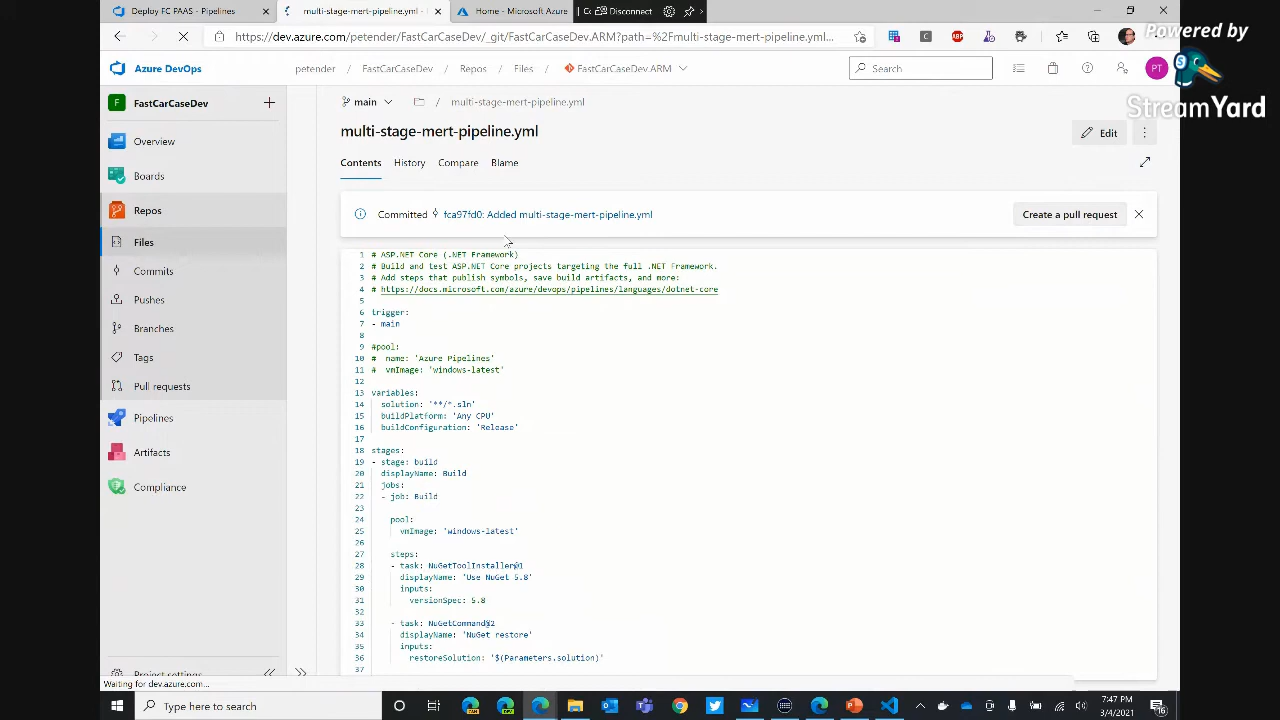 Deploy FC PAAS - Pipelines
multi-stage-mert-pipeline.yml -
Home - Microsoft Azure
Disconnect
https://dev.azure.com/petender/FastCarCaseDev/_git/FastCarCaseDev.ARM?path=%2Fmulti-stage-mert-pipeline.yml...
Powered by
StreamYard
Azure DevOps
petender / FastCarCaseDev / Repos / Files / FastCarCaseDev.ARM
Search
PT
F FastCarCaseDev
Overview
Boards
Repos
Files
Commits
Pushes
Branches
Tags
Pull requests
Pipelines
Artifacts
Compliance
Project settings
main / multi-stage-mert-pipeline.yml
multi-stage-mert-pipeline.yml
Edit
Contents History Compare Blame
Committed fca97fd0: Added multi-stage-mert-pipeline.yml
Create a pull request
1 # ASP.NET Core (.NET Framework)
2 # Build and test ASP.NET Core projects targeting the full .NET Framework.
3 # Add steps that publish symbols, save build artifacts, and more:
4 # https://docs.microsoft.com/azure/devops/pipelines/languages/dotnet-core
5
6 trigger:
7 - main
8
9 #pool:
10 # name: 'Azure Pipelines'
11 # vmImage: 'windows-latest'
12
13 variables:
14 solution: '**/*.sln'
15 buildPlatform: 'Any CPU'
16 buildConfiguration: 'Release'
17
18 stages:
19 - stage: build
20 displayName: Build
21 jobs:
22 - job: Build
23
24 pool:
25 vmImage: 'windows-latest'
26
27 steps:
28 - task: NuGetToolInstaller@1
29 displayName: 'Use NuGet 5.8'
30 inputs:
31 versionSpec: 5.8
32
33 - task: NuGetCommand@2
34 displayName: 'NuGet restore'
35 inputs:
36 restoreSolution: '$(Parameters.solution)'
37
Waiting for dev.azure.com...
Type here to search
7:47 PM
3/4/2021